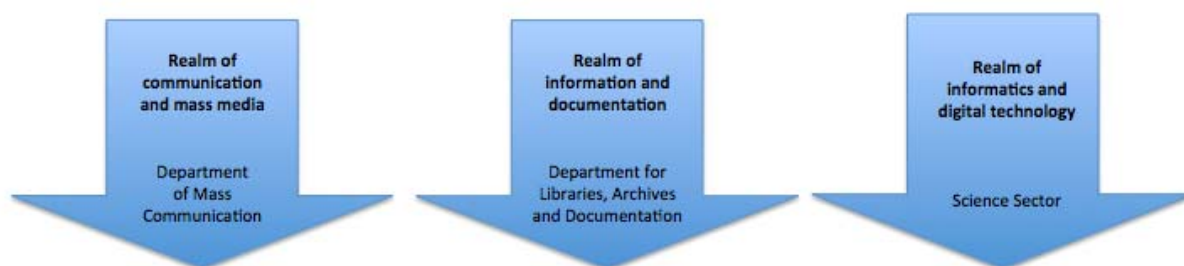 Realm of
communication
and mass media
Department
of Mass
Communication
Realm of
information and
documentation
Department for
Libraries, Archives
and Documentation
Realm of
informatics and
digital technology
Science Sector